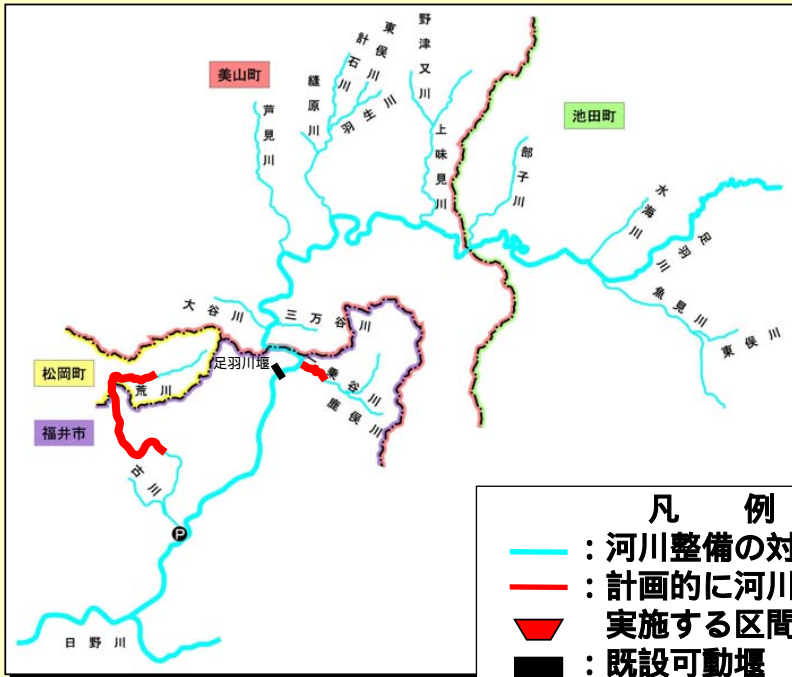 美山町
池田町
松岡町
福井市
芦見川
縫原川
計石川
東俣川
羽生川
野津又川
上味見川
部子川
水海川
足羽川
魚見川
東俣川
大谷川
三万谷川
足羽川堰
荒川
乗谷川
鹿俣川
古川
P
日野川
凡 例
：河川整備の対
：計画的に河川
実施する区間
：既設可動堰